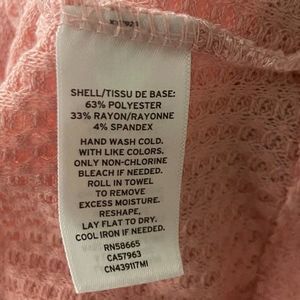 SHELL/TISSU DE BASE:
63% POLYESTER
33% RAYON/RAYONNE
4% SPANDEX
HAND WASH COLD.
WITH LIKE COLORS.
ONLY NON-CHLORINE
BLEACH IF NEEDED.
ROLL IN TOWEL
TO REMOVE
EXCESS MOISTURE.
RESHAPE,
LAY FLAT TO DRY.
COOL IRON IF NEEDED.
RN58665
CA57963
CN439117MI